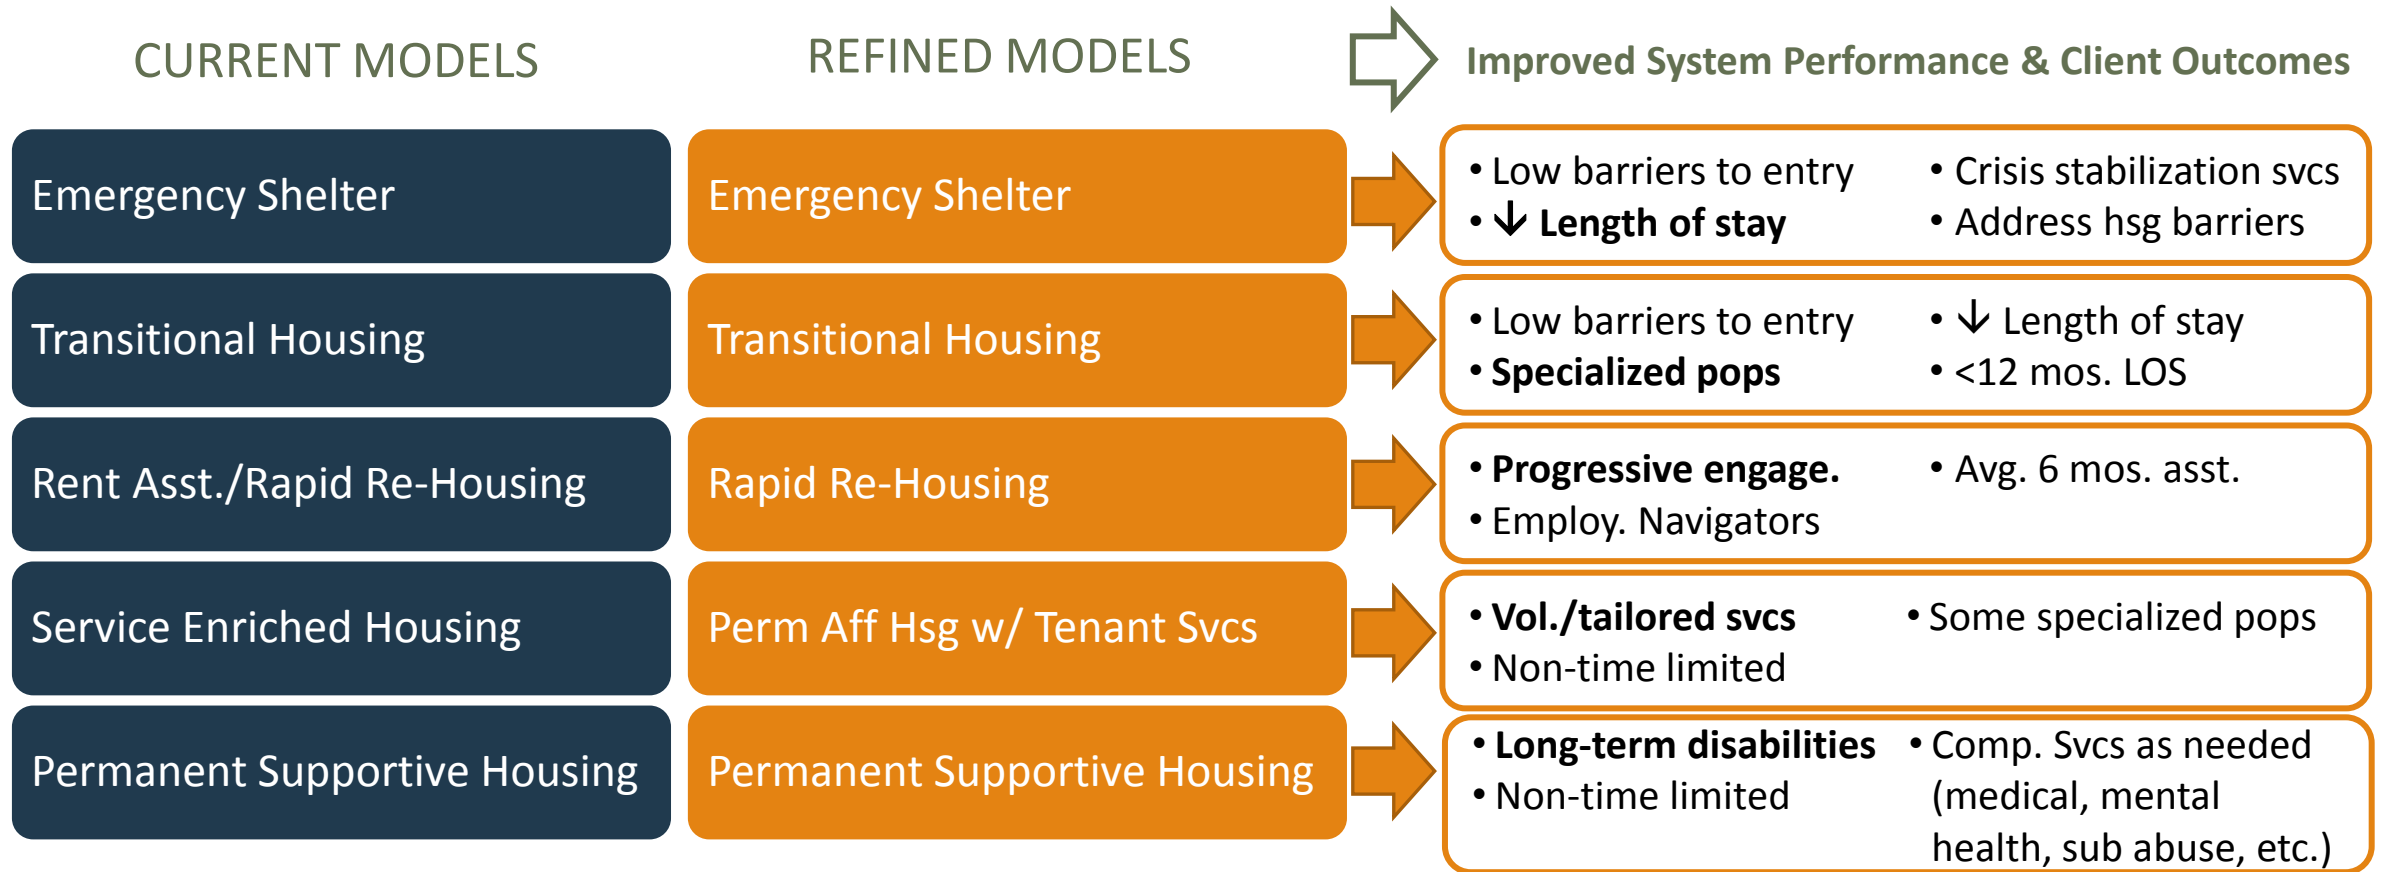 CURRENT MODELS
REFINED MODELS
Improved System Performance & Client Outcomes
Emergency Shelter
Emergency Shelter
• Low barriers to entry
• ↓ Length of stay
• Crisis stabilization svcs
• Address hsg barriers
Transitional Housing
Transitional Housing
• Low barriers to entry
• Specialized pops
• ↓ Length of stay
• <12 mos. LOS
Rent Asst./Rapid Re-Housing
Rapid Re-Housing
• Progressive engage.
• Employ. Navigators
• Avg. 6 mos. asst.
Service Enriched Housing
Perm Aff Hsg w/ Tenant Svcs
• Vol./tailored svcs
• Non-time limited
• Some specialized pops
Permanent Supportive Housing
Permanent Supportive Housing
• Long-term disabilities
• Non-time limited
• Comp. Svcs as needed
(medical, mental
health, sub abuse, etc.)